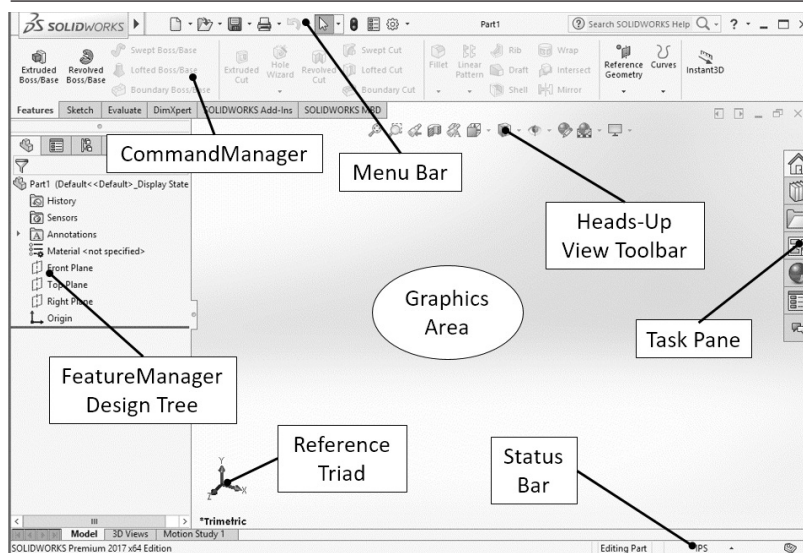 DS SOLIDWORKS
Part1
Search SOLIDWORKS Help
?
Extruded
Boss/Base
Revolved
Boss/Base
Swept Boss/Base
Lofted Boss/Base
Boundary Boss/Base
Extruded
Cut
Hole
Wizard
Revolved
Cut
Swept Cut
Lofted Cut
Boundary Cut
Fillet
Linear
Pattern
Rib
Draft
Shell
Wrap
Intersect
Mirror
Reference
Geometry
Curves
Instant3D
Features
Sketch
Evaluate
DimXpert
SOLIDWORKS Add-Ins
SOLIDWORKS MBD
CommandManager
Menu Bar
Heads-Up
View Toolbar
Part1 (Default<<Default>_Display State
History
Sensors
Annotations
Material <not specified>
Front Plane
Top Plane
Right Plane
Origin
Graphics
Area
Task Pane
FeatureManager
Design Tree
Reference
Triad
Status
Bar
Y
X
Z
*Trimetric
Model
3D Views
Motion Study 1
SOLIDWORKS Premium 2017 x64 Edition
Editing Part
IPS